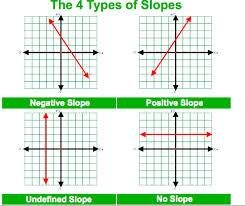 The 4 Types of Slopes
Negative Slope
Positive Slope
Undefined Slope
No Slope